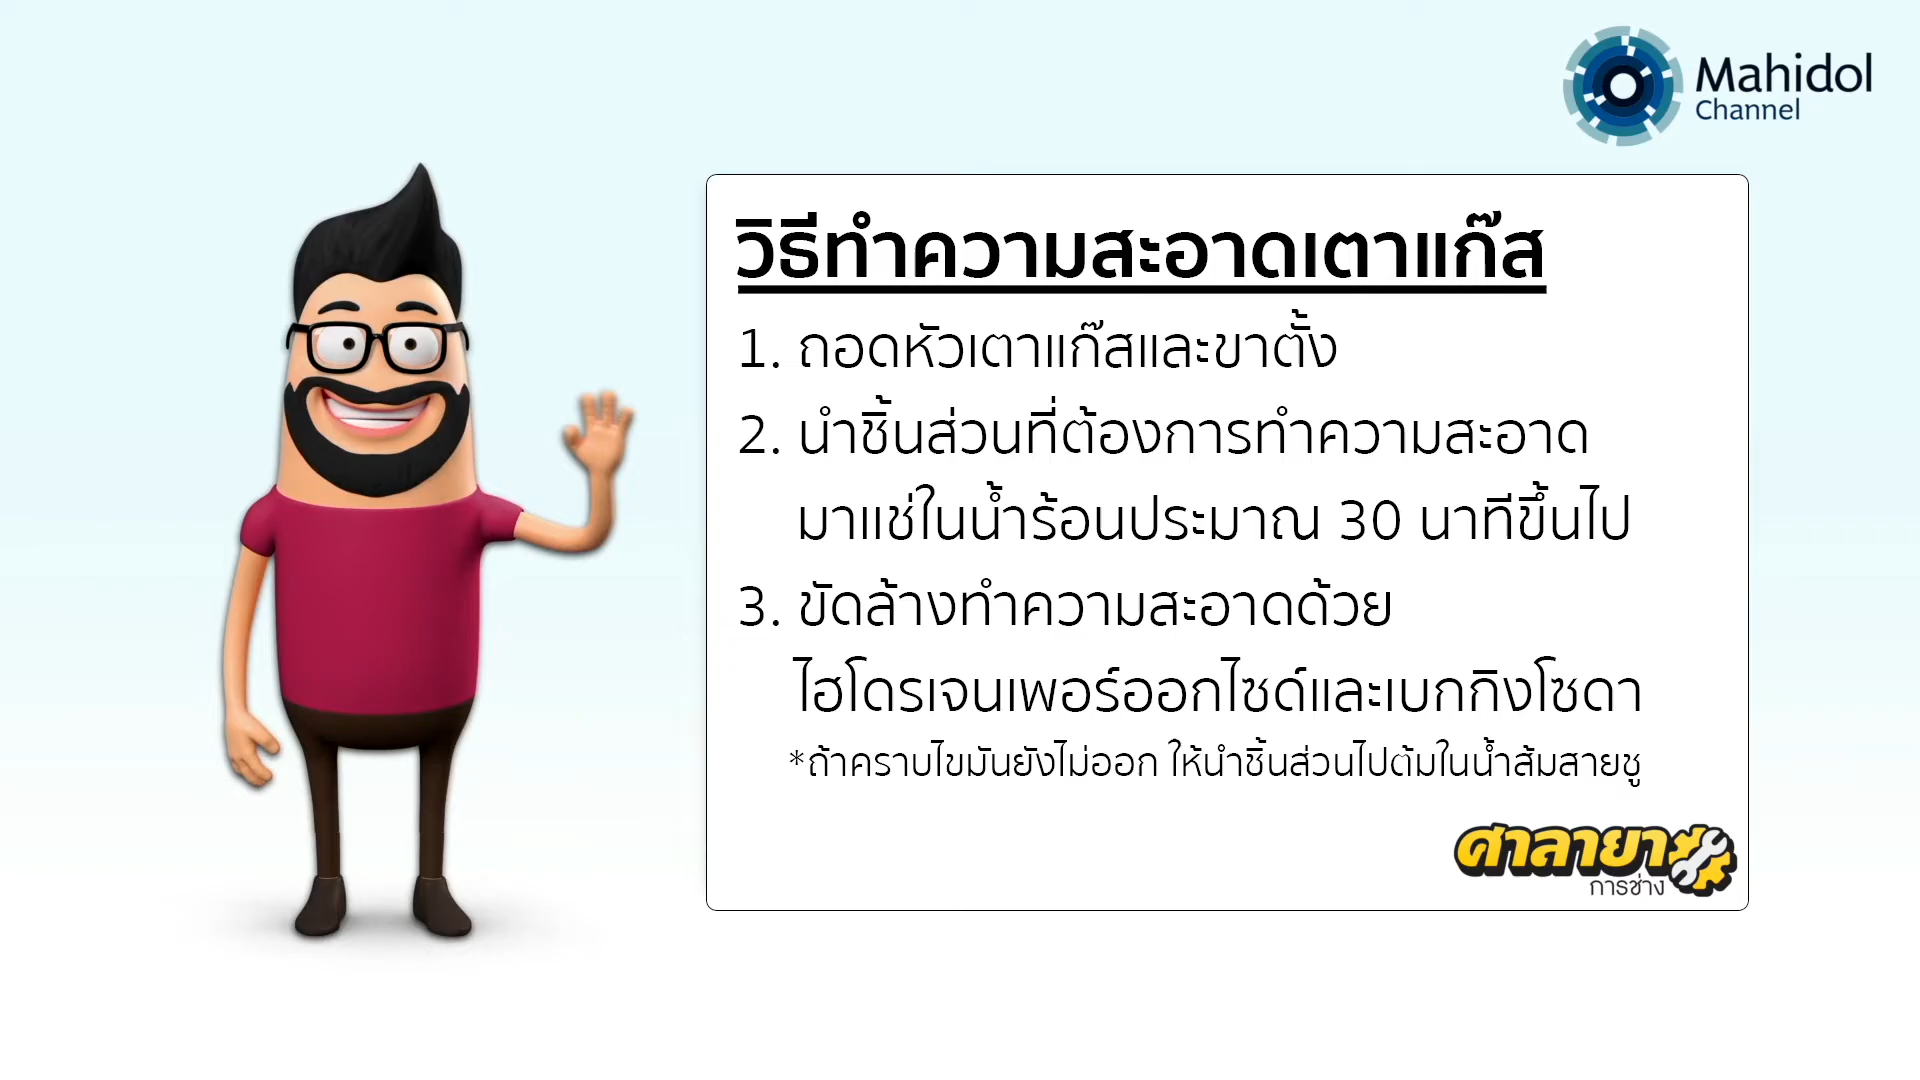 Mahidol
Channel
วิธีทำความสะอาดเตาแก๊ส
1. ถอดหัวเตาแก๊สและขาตั้ง
2. นำชิ้นส่วนที่ต้องการทำความสะอาด
มาแช่ในน้ำร้อนประมาณ 30 นาทีขึ้นไป
3. ขัดล้างทำความสะอาดด้วย
ไฮโดรเจนเพอร์ออกไซด์และเบกกิงโซดา
*ถ้าคราบไขมันยังไม่ออก ให้นำชิ้นส่วนไปต้มในน้ำส้มสายชู
ศาลายา
การช่าง